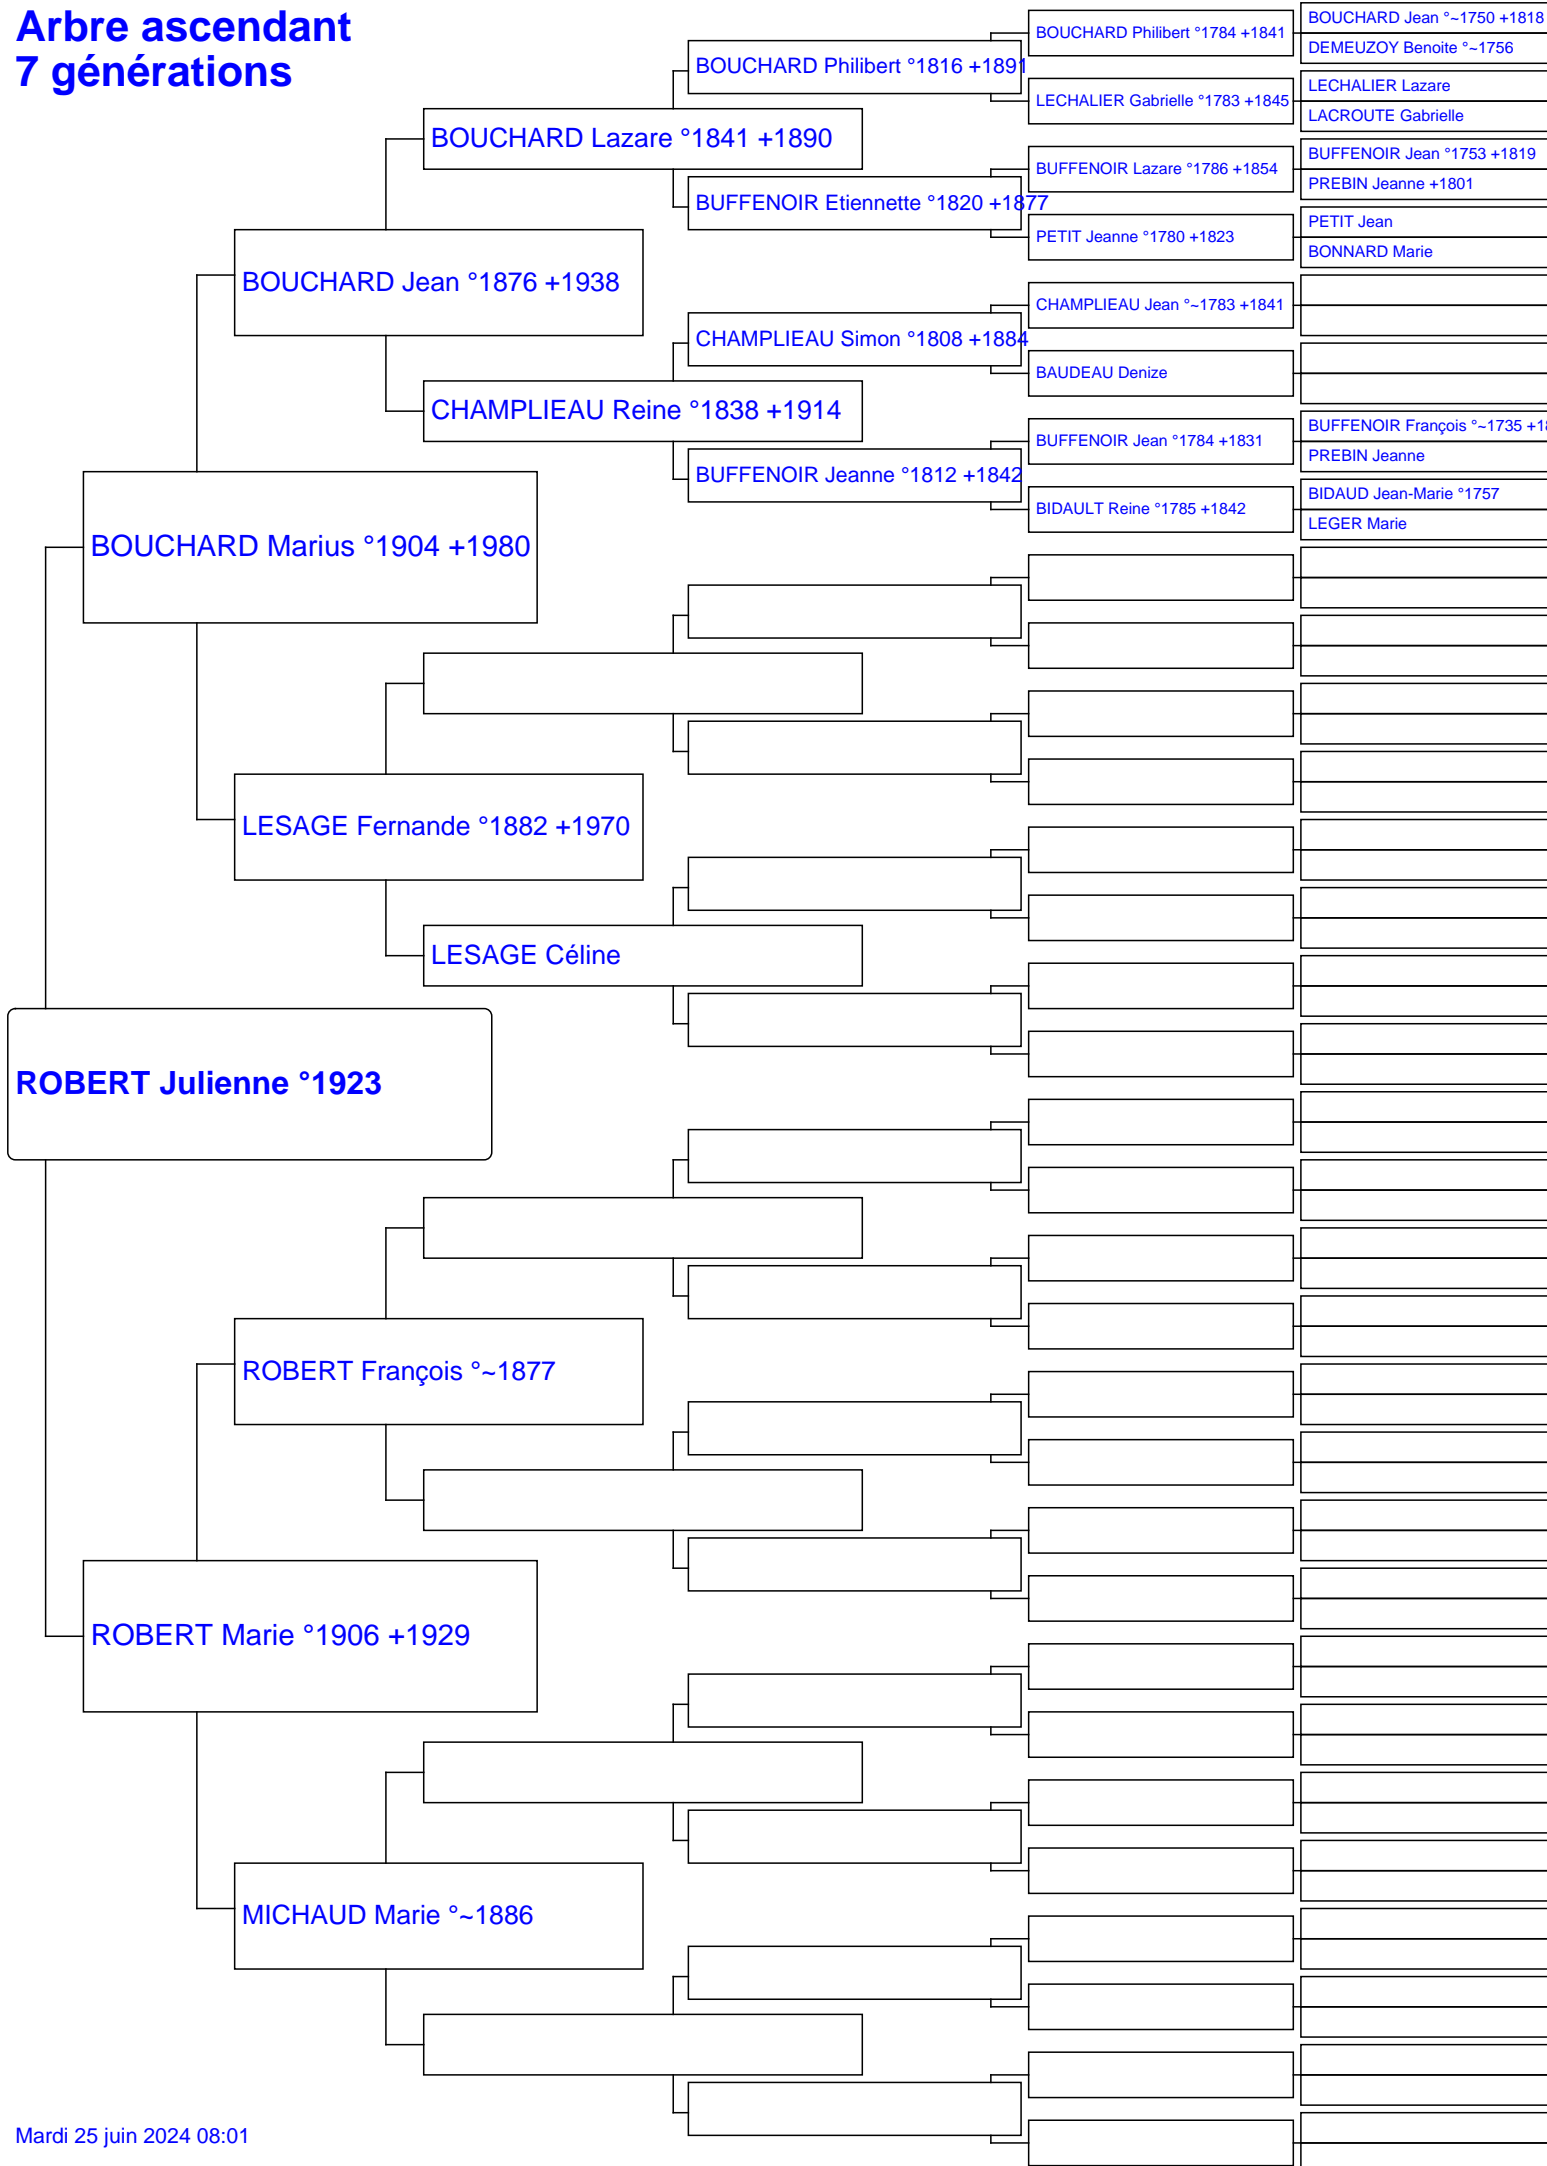 Arbre ascendant
7 générations
BOUCHARD Jean °~1750 +1818
BOUCHARD Philibert °1784 +1841
DEMEUZOY Benoite °~1756
BOUCHARD Philibert °1816 +1891
LECHALIER Lazare
LECHALIER Gabrielle °1783 +1845
LACROUTE Gabrielle
BOUCHARD Lazare °1841 +1890
BUFFENOIR Jean °1753 +1819
BUFFENOIR Lazare °1786 +1854
PREBIN Jeanne +1801
BUFFENOIR Etiennette °1820 +1877
PETIT Jean
PETIT Jeanne °1780 +1823
BONNARD Marie
BOUCHARD Jean °1876 +1938
CHAMPLIEAU Jean °~1783 +1841
CHAMPLIEAU Simon °1808 +1884
BAUDEAU Denize
CHAMPLIEAU Reine °1838 +1914
BUFFENOIR François °~1735
BUFFENOIR Jean °1784 +1831
PREBIN Jeanne
BUFFENOIR Jeanne °1812 +1842
BIDAUD Jean-Marie °1757
BIDAULT Reine °1785 +1842
LEGER Marie
BOUCHARD Marius °1904 +1980
LESAGE Fernande °1882 +1970
LESAGE Céline
ROBERT Julienne °1923
ROBERT François °~1877
ROBERT Marie °1906 +1929
MICHAUD Marie °~1886
Mardi 25 juin 2024 08:01